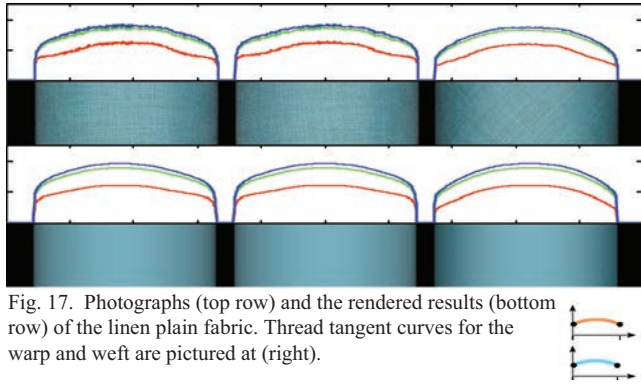 Fig. 17. Photographs (top row) and the rendered results (bottom
row) of the linen plain fabric. Thread tangent curves for the
warp and weft are pictured at (right).